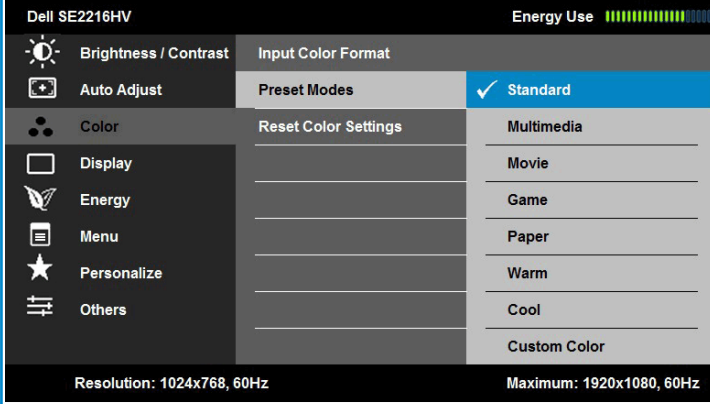 Dell SE2216HV Energy Use
Brightness / Contrast Input Color Format
Auto Adjust Preset Modes Standard
Color Reset Color Settings Multimedia
Display Movie
Energy Game
Menu Paper
Personalize Warm
Others Cool
Custom Color
Resolution: 1024x768, 60Hz Maximum: 1920x1080, 60Hz